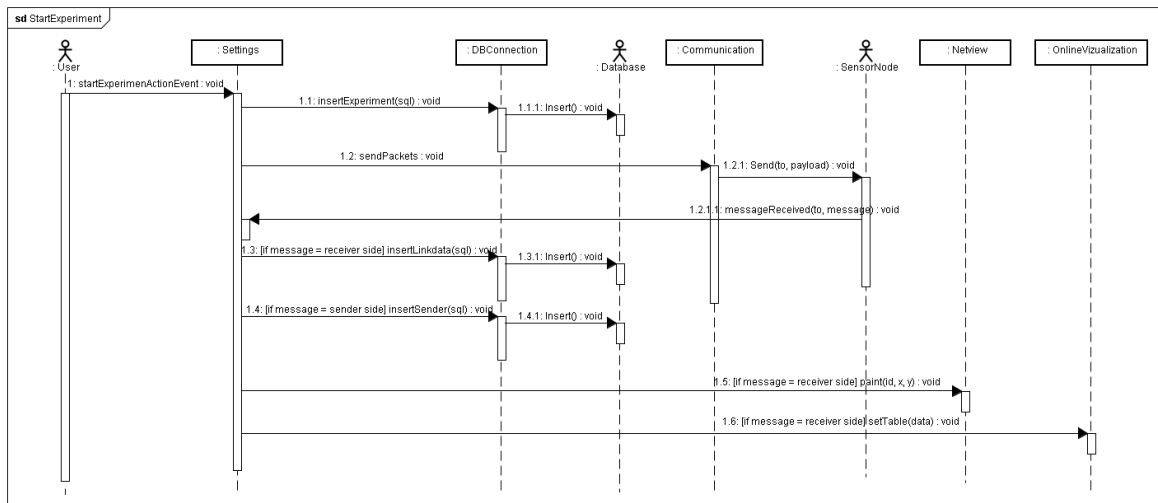 sd StartExperiment
: User
: Settings
: DBConnection
: Database
: Communication
: SensorNode
: Netview
: OnlineVizualization
1: startExperimenActionEvent : void
1.1: insertExperiment(sql) : void
1.1.1: Insert() : void
1.2: sendPackets : void
1.2.1: Send(to, payload) : void
1.2.1.1: messageReceived(to, message) : void
1.3: [if message = receiver side] insertLinkdata(sql) : void
1.3.1: Insert() : void
1.4: [if message = sender side] insertSender(sql) : void
1.4.1: Insert() : void
1.5: [if message = receiver side] paint(id, x, y) : void
1.6: [if message = receiver side] setTable(data) : void